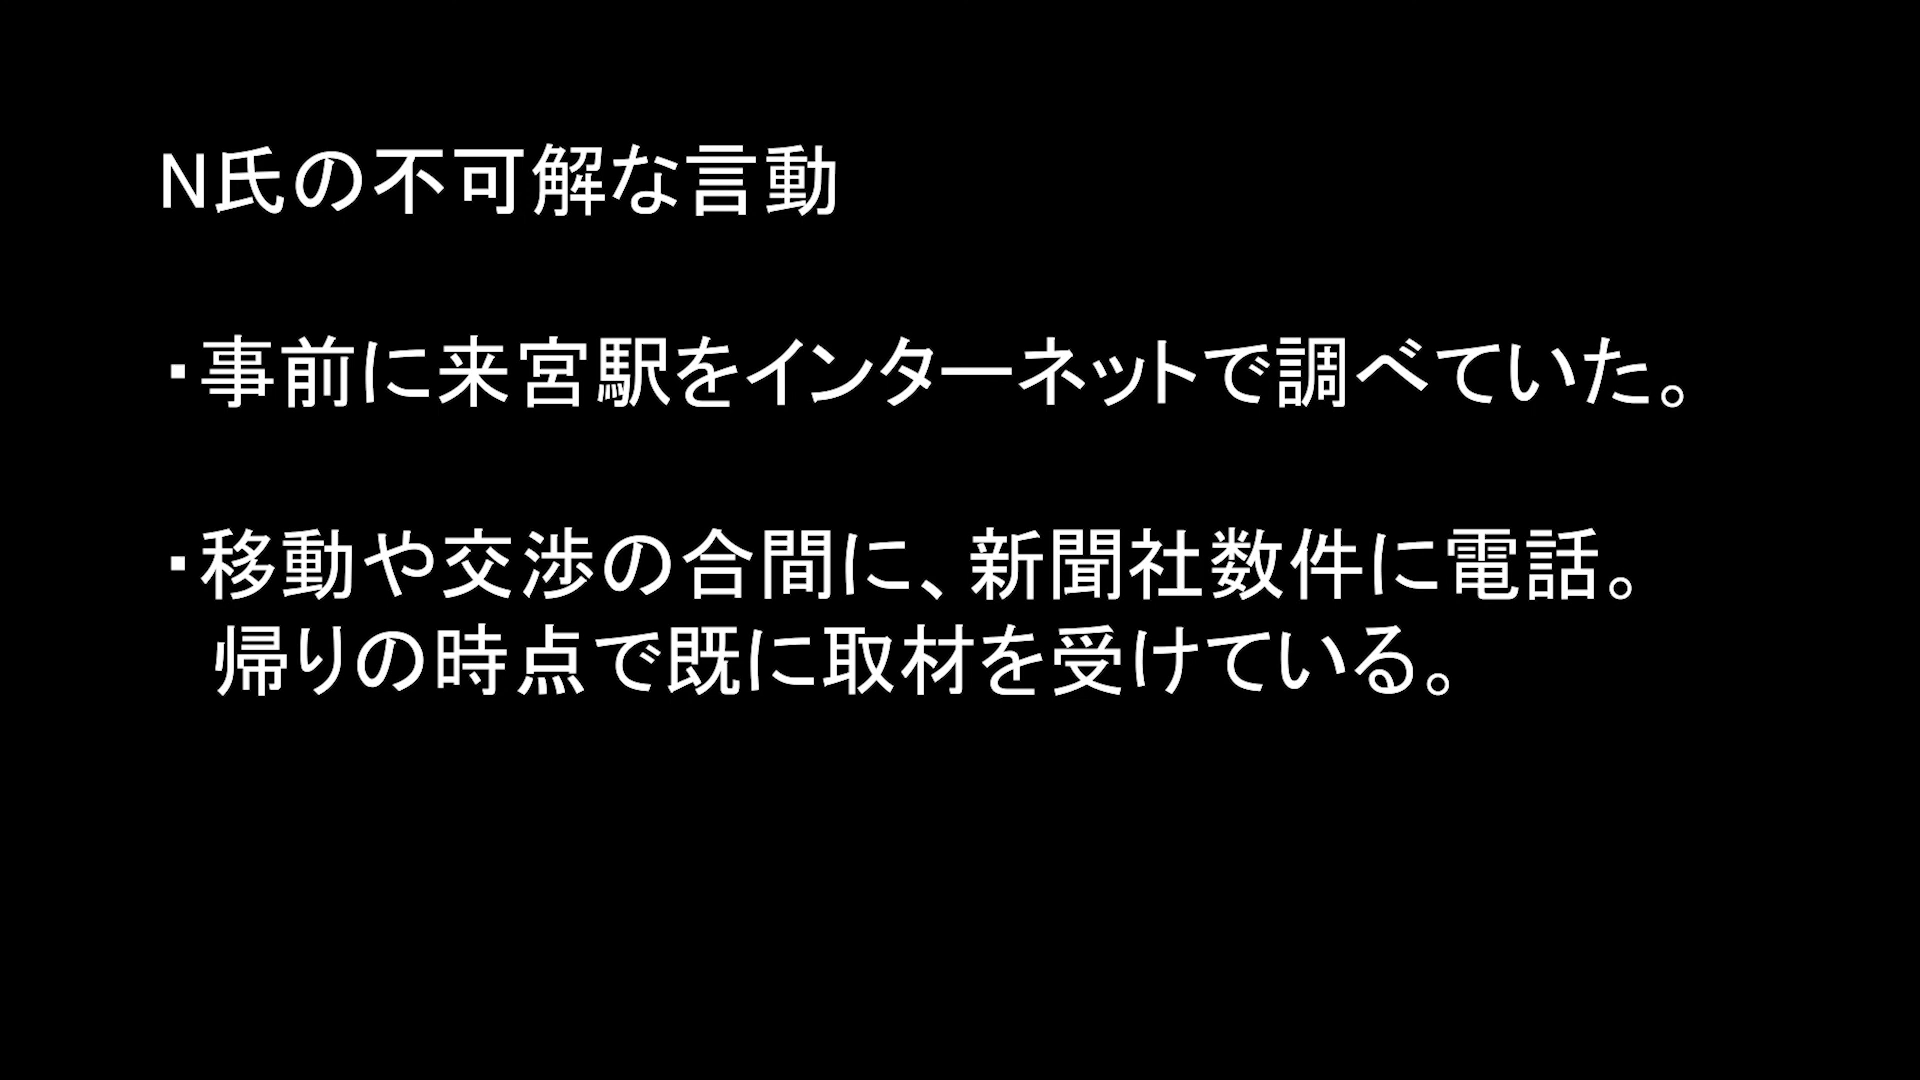 N氏の不可解な言動
・事前に来宮駅をインターネットで調べていた。
・移動や交渉の合間に、新聞社数件に電話。
帰りの時点で既に取材を受けている。